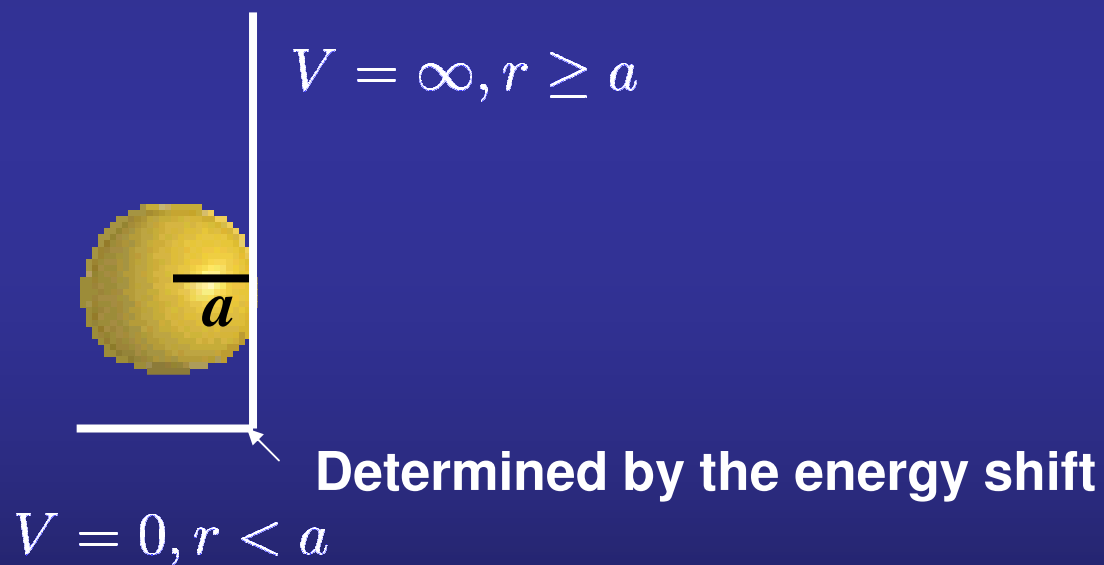 V = ∞, r ≥ a
a
Determined by the energy shift
V = 0, r < a